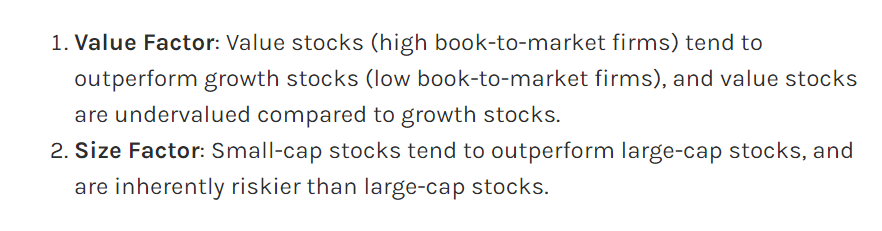 1. Value Factor: Value stocks (high book-to-market firms) tend to
outperform growth stocks (low book-to-market firms), and value stocks
are undervalued compared to growth stocks.
2. Size Factor: Small-cap stocks tend to outperform large-cap stocks, and
are inherently riskier than large-cap stocks.